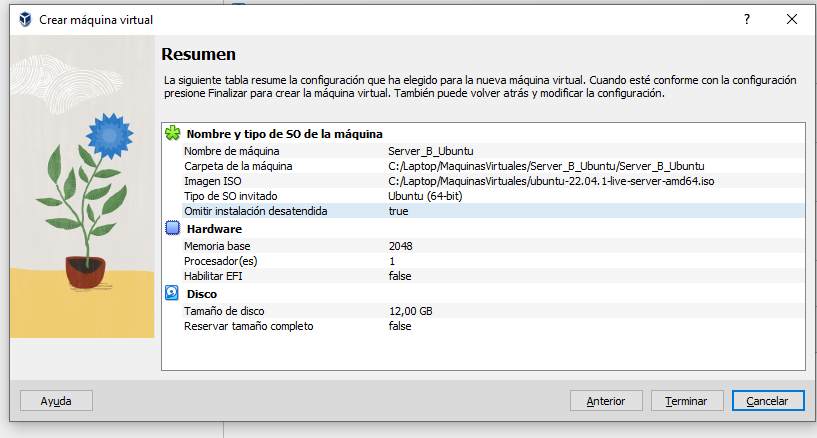 Crear máquina virtual
Resumen
La siguiente tabla resume la configuración que ha elegido para la nueva máquina virtual. Cuando esté conforme con la configuración
presione Finalizar para crear la máquina virtual. También puede volver atrás y modificar la configuración.
Nombre y tipo de SO de la máquina
Nombre de máquina Server_B_Ubuntu
Carpeta de la máquina C:/Laptop/MaquinasVirtuales/Server_B_Ubuntu/Server_B_Ubuntu
Imagen ISO C:/Laptop/MaquinasVirtuales/ubuntu-22.04.1-live-server-amd64.iso
Tipo de SO invitado Ubuntu (64-bit)
Omitir instalación desatendida true
Hardware
Memoria base 2048
Procesador(es) 1
Habilitar EFI false
Disco
Tamaño de disco 12,00 GB
Reservar tamaño completo false
Ayuda Anterior Terminar Cancelar